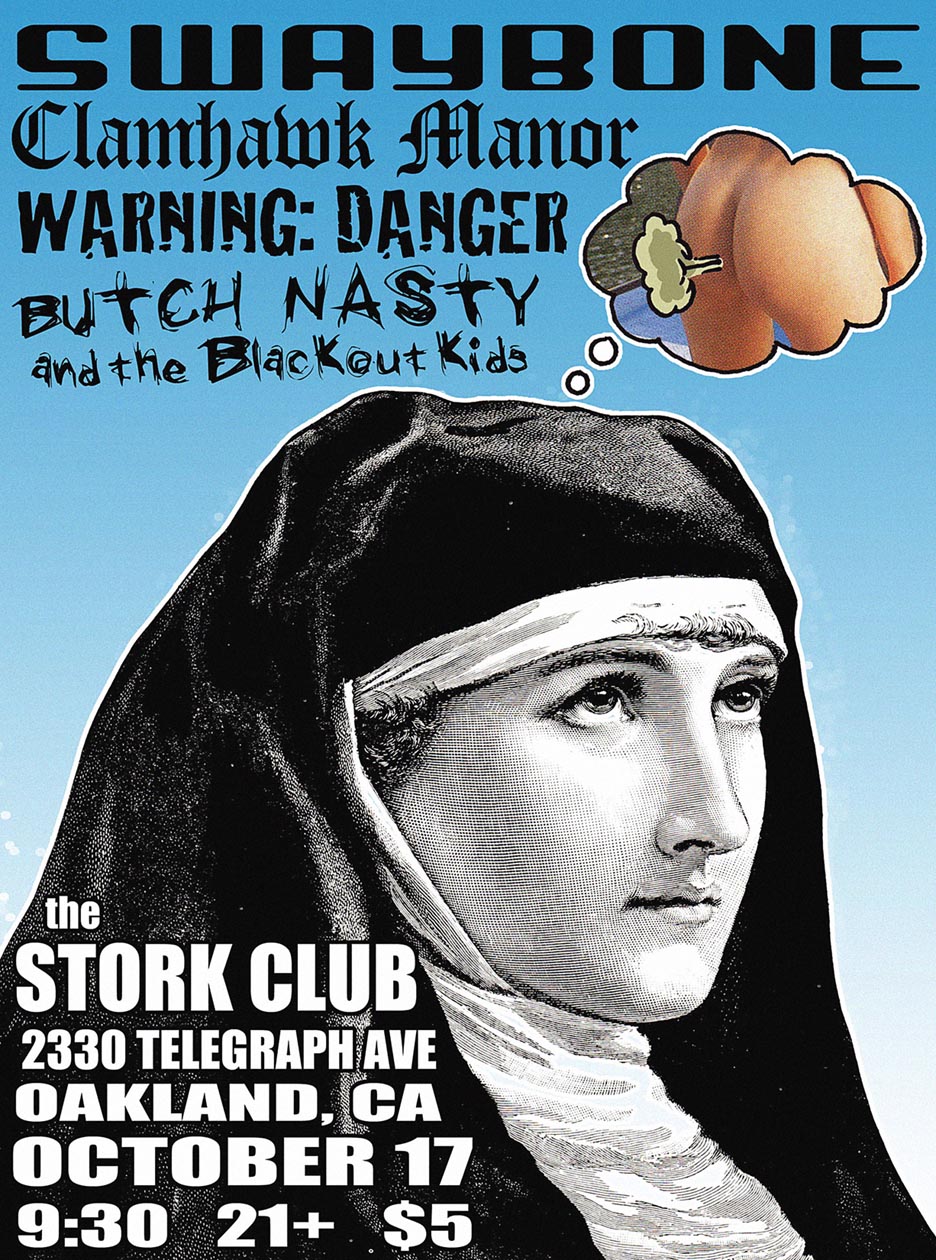 SWAYBONE
Clamhawk Manor
WARNING: DANGER
BUTCH NASTY
and the Blackout Kids
the
STORK CLUB
2330 TELEGRAPH AVE
OAKLAND, CA
OCTOBER 17
9:30 21+ $5